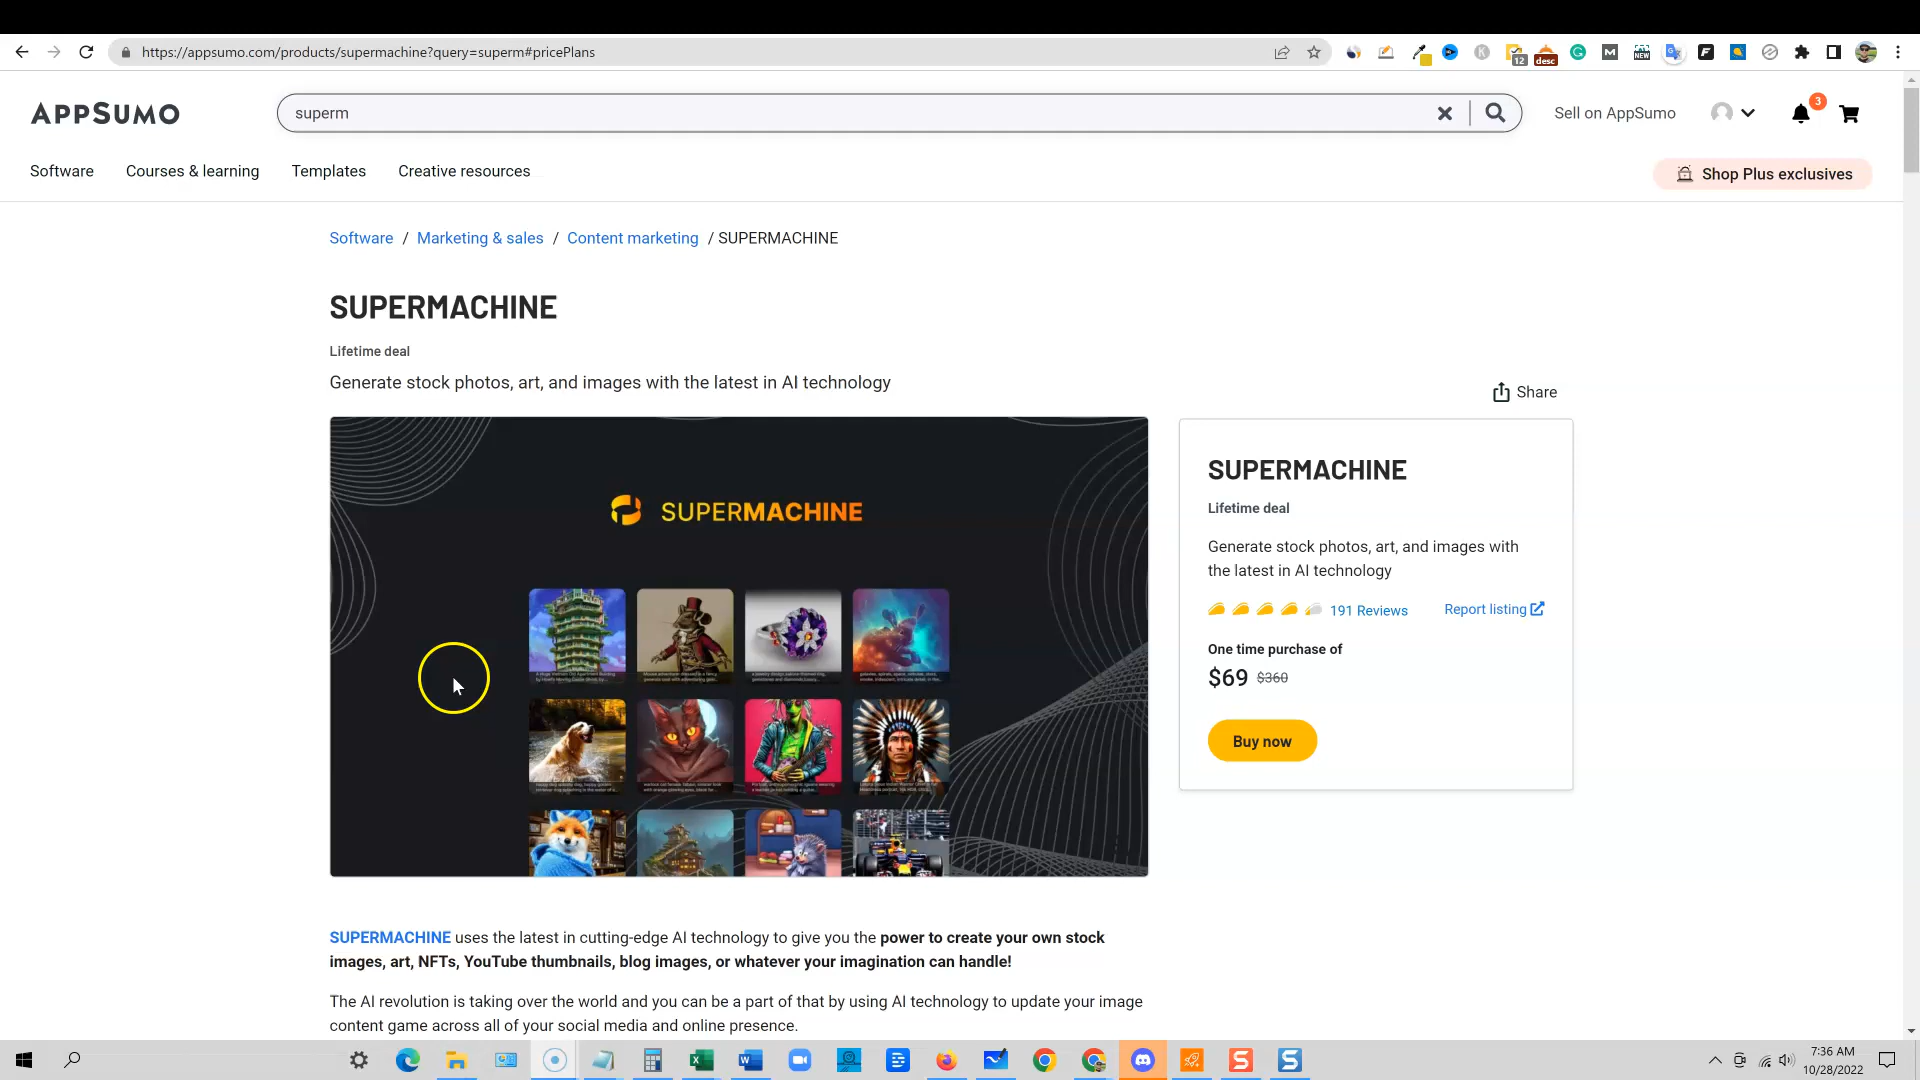 https://appsumo.com/products/supermachine?query=superm#pricePlans
12
desc
NEW
APPSUMO
superm
Sell on AppSumo
3
Software
Courses & learning
Templates
Creative resources
Shop Plus exclusives
Software / Marketing & sales / Content marketing / SUPERMACHINE
SUPERMACHINE
Lifetime deal
Generate stock photos, art, and images with the latest in AI technology
Share
SUPERMACHINE
SUPERMACHINE
Lifetime deal
Generate stock photos, art, and images with
the latest in AI technology
191 Reviews
Report listing
One time purchase of
$69 $360
Buy now
SUPERMACHINE uses the latest in cutting-edge AI technology to give you the power to create your own stock
images, art, NFTs, YouTube thumbnails, blog images, or whatever your imagination can handle!
The AI revolution is taking over the world and you can be a part of that by using AI technology to update your image
content game across all of your social media and online presence.
7:36 AM
10/28/2022